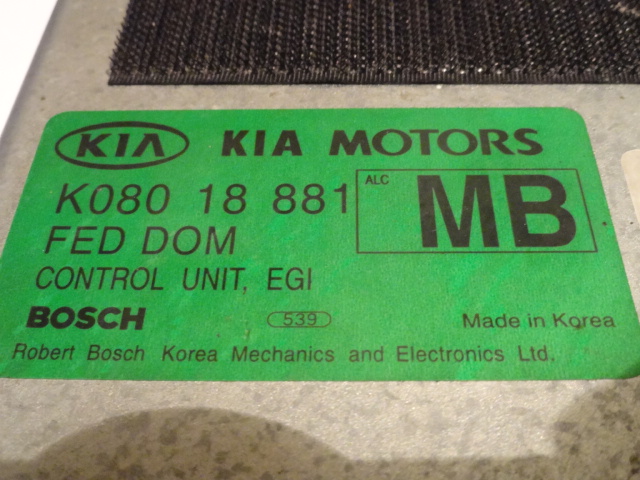 KIA KIA MOTORS
K080 18 881 ALC MB
FED DOM
CONTROL UNIT, EGI
BOSCH 539 Made in Korea
Robert Bosch Korea Mechanics and Electronics Ltd.